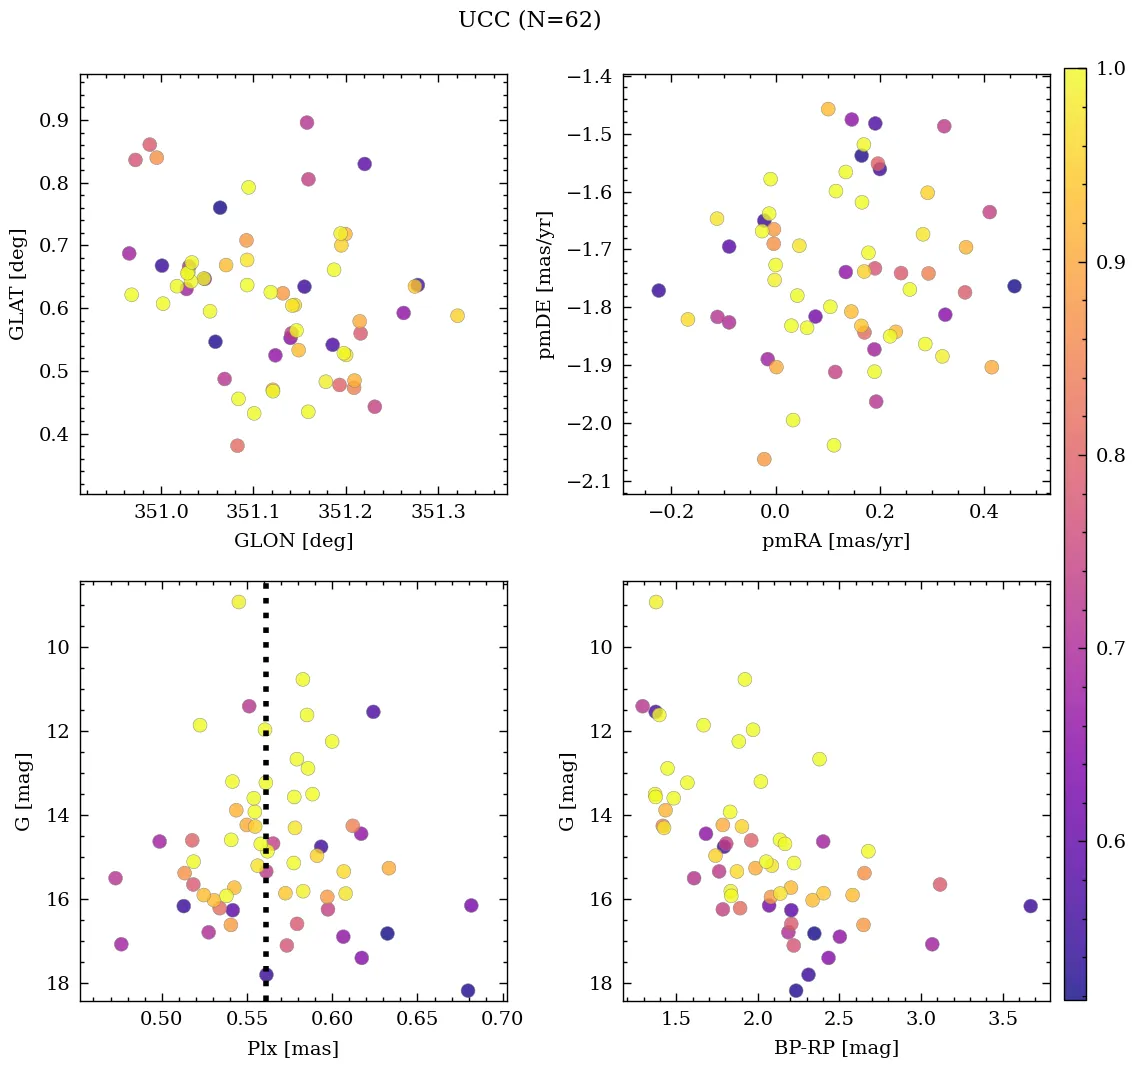 UCC (N=62)
0.9
0.8
0.7
0.6
0.5
0.4
GLAT [deg]
351.0 351.1 351.2 351.3
GLON [deg]
−1.4
−1.5
−1.6
−1.7
−1.8
−1.9
−2.0
−2.1
pmDE [mas/yr]
−0.2 0.0 0.2 0.4
pmRA [mas/yr]
10
12
14
16
18
G [mag]
0.50 0.55 0.60 0.65 0.70
Plx [mas]
10
12
14
16
18
G [mag]
1.5 2.0 2.5 3.0 3.5
BP-RP [mag]
1.0
0.9
0.8
0.7
0.6